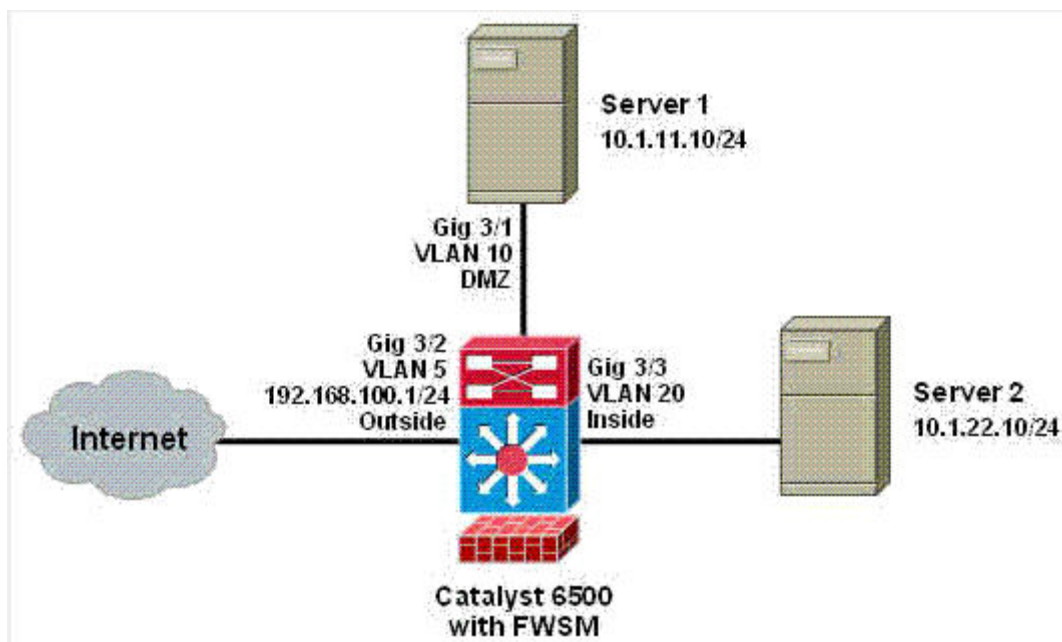 Server 1
10.1.11.10/24
Gig 3/1
VLAN 10
DMZ
Gig 3/2
VLAN 5
192.168.100.1/24
Outside
Gig 3/3
VLAN 20
Inside
Internet
Server 2
10.1.22.10/24
Catalyst 6500
with FWSM